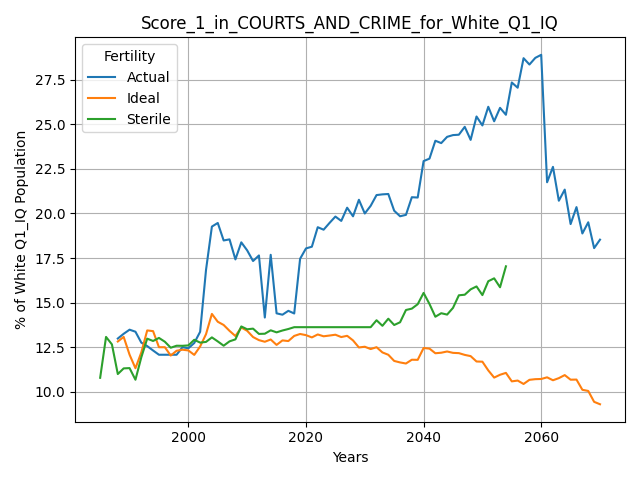 Score_1_in_COURTS_AND_CRIME_for_White_Q1_IQ
Fertility
Actual
Ideal
Sterile
% of White Q1_IQ Population
27.5
25.0
22.5
20.0
17.5
15.0
12.5
10.0
2000
2020
2040
2060
Years